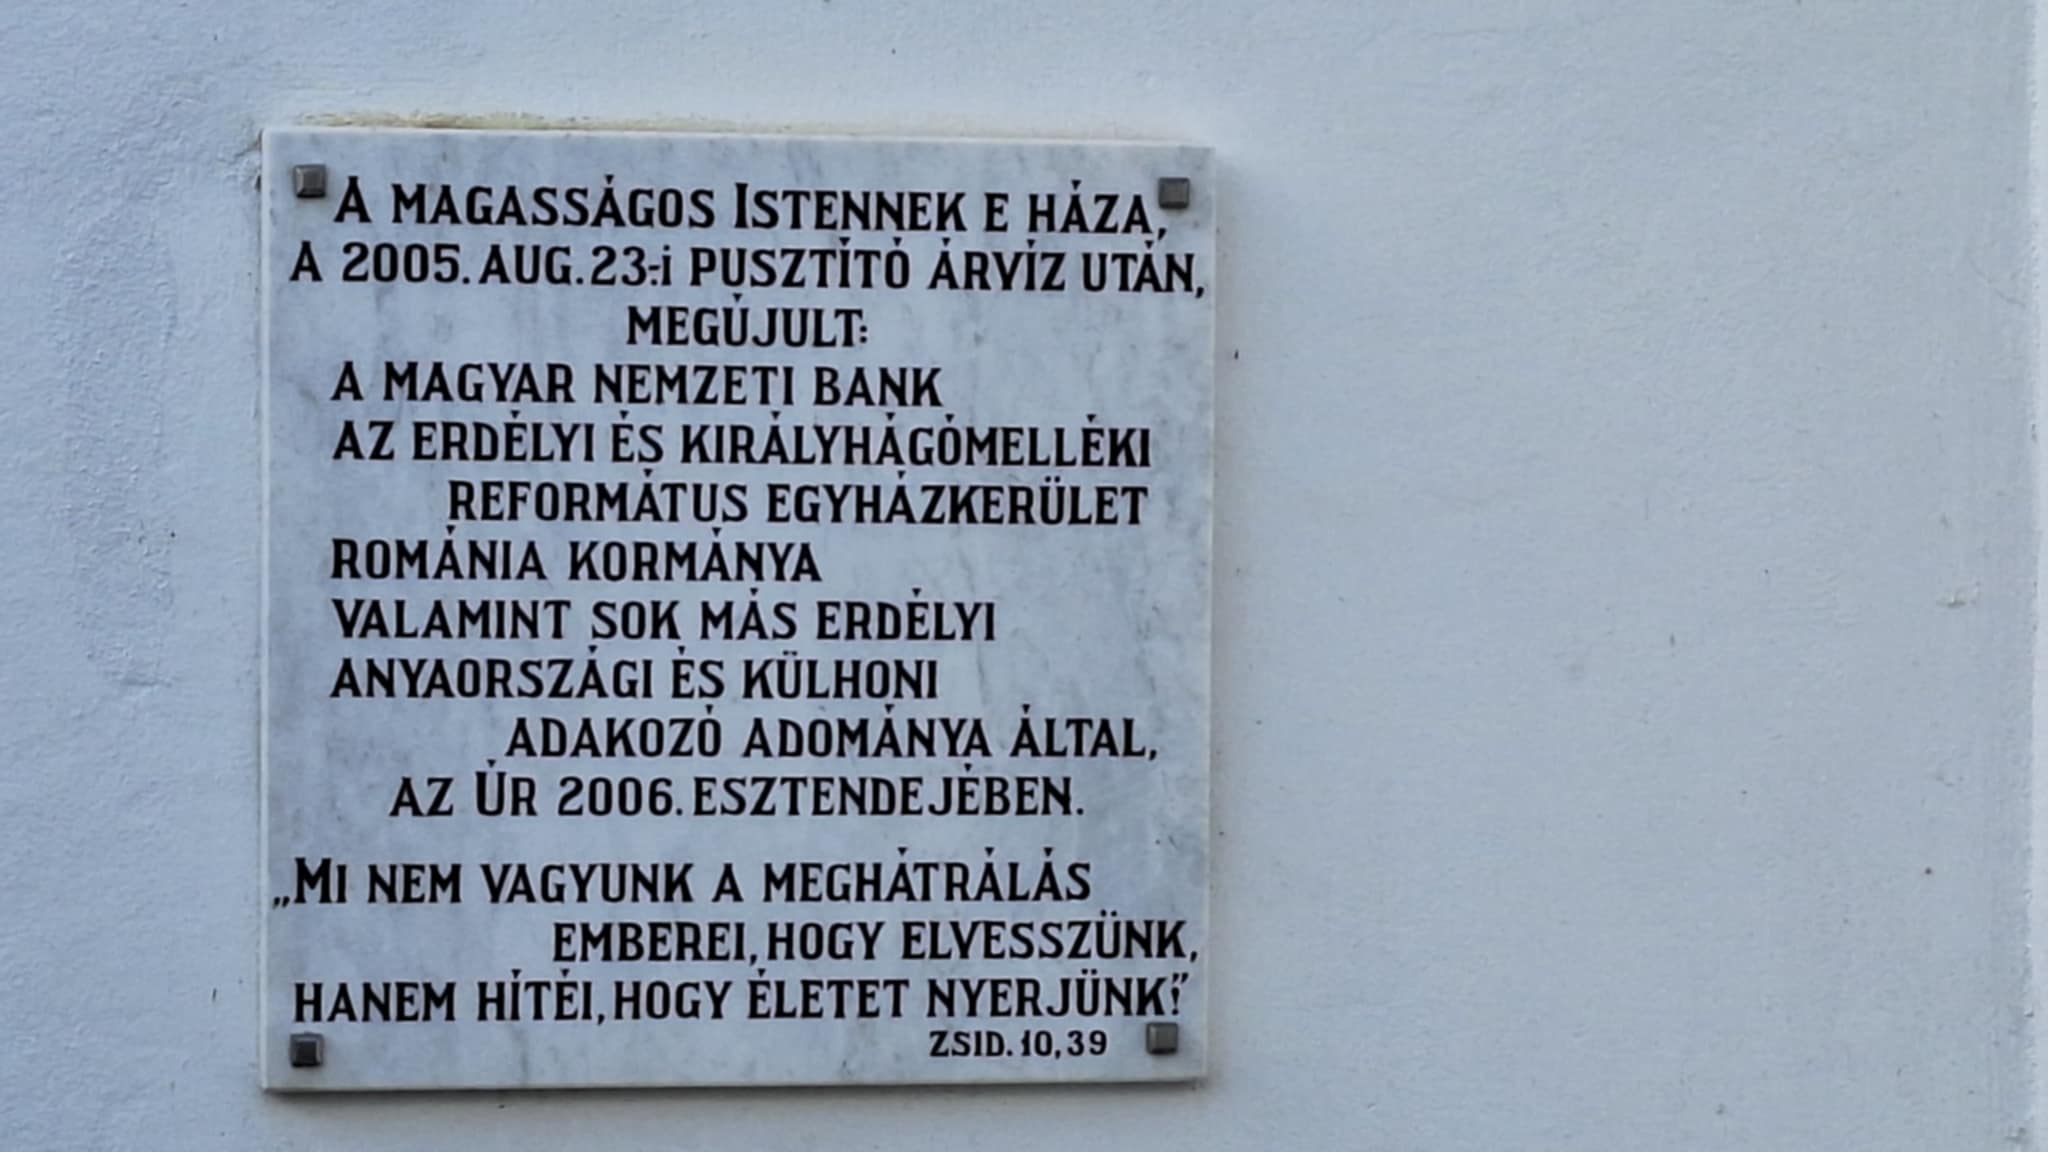 A MAGASSÁGOS ISTENNEK E HÁZA,
A 2005. AUG. 23-i PUSZTÍTÓ ÁRVÍZ UTÁN,
MEGÚJULT:
A MAGYAR NEMZETI BANK
AZ ERDÉLYI ÉS KIRÁLYHÁGÓMELLÉKI
REFORMÁTUS EGYHÁZKERÜLET
ROMÁNIA KORMÁNYA
VALAMINT SOK MÁS ERDÉLYI
ANYAORSZÁGI ÉS KÜLHONI
ADAKOZÓ ADOMÁNYA ÁLTAL,
AZ ÚR 2006. ESZTENDEJÉBEN.
„MI NEM VAGYUNK A MEGHÁTRÁLÁS
EMBEREI, HOGY ELVESSZÜNK,
HANEM HÍTÉI, HOGY ÉLETET NYERJÜNK!”
ZSID. 10,39